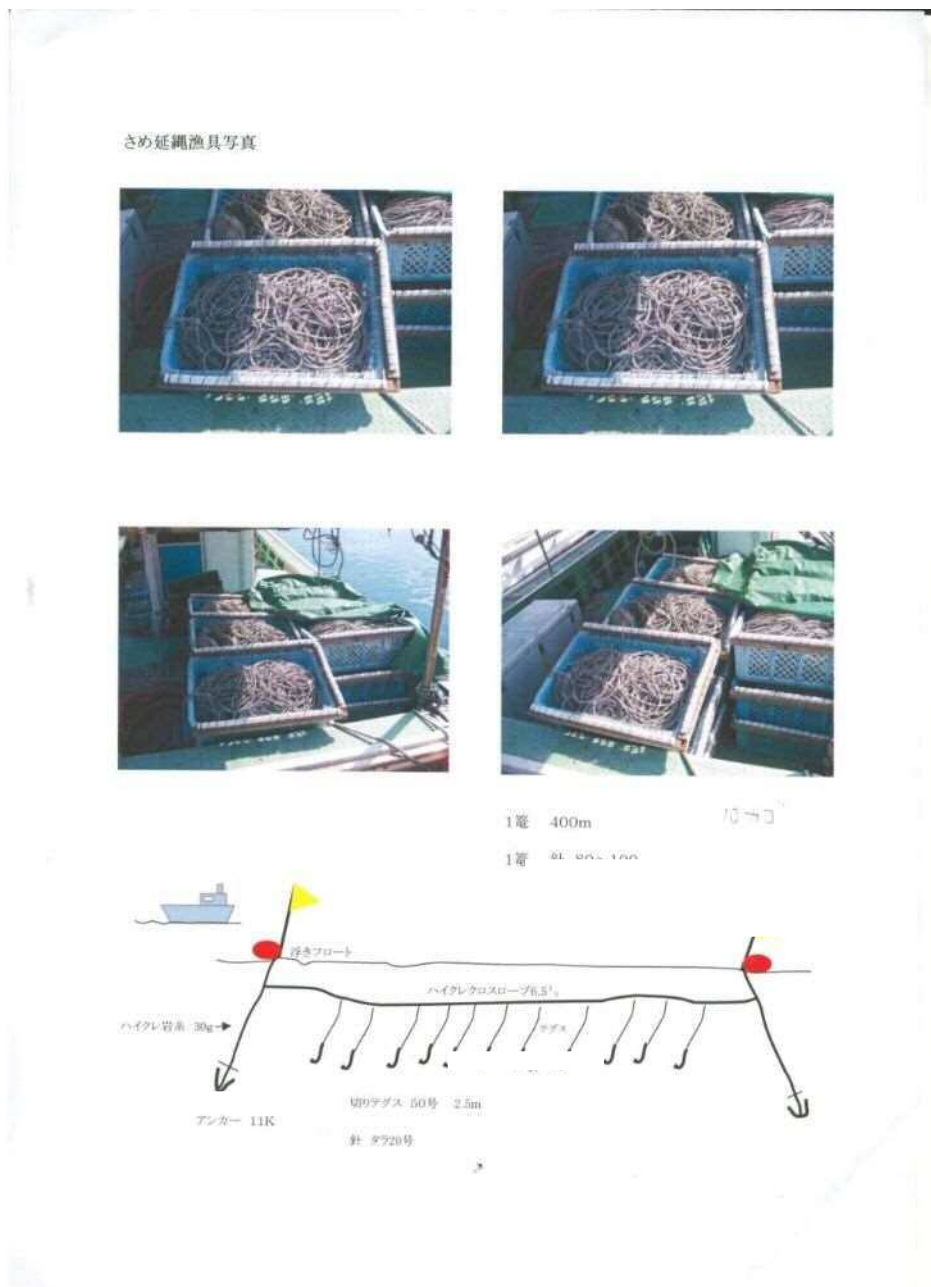 さめ延縄漁具写真
1篭 400m
1篭
浮きフロート
ハイクレクロスロープ6.5
ハイクレ岩糸 30g
テグス
切りテグス 50号 2.5m
アンカー 11K
針 タラ20号